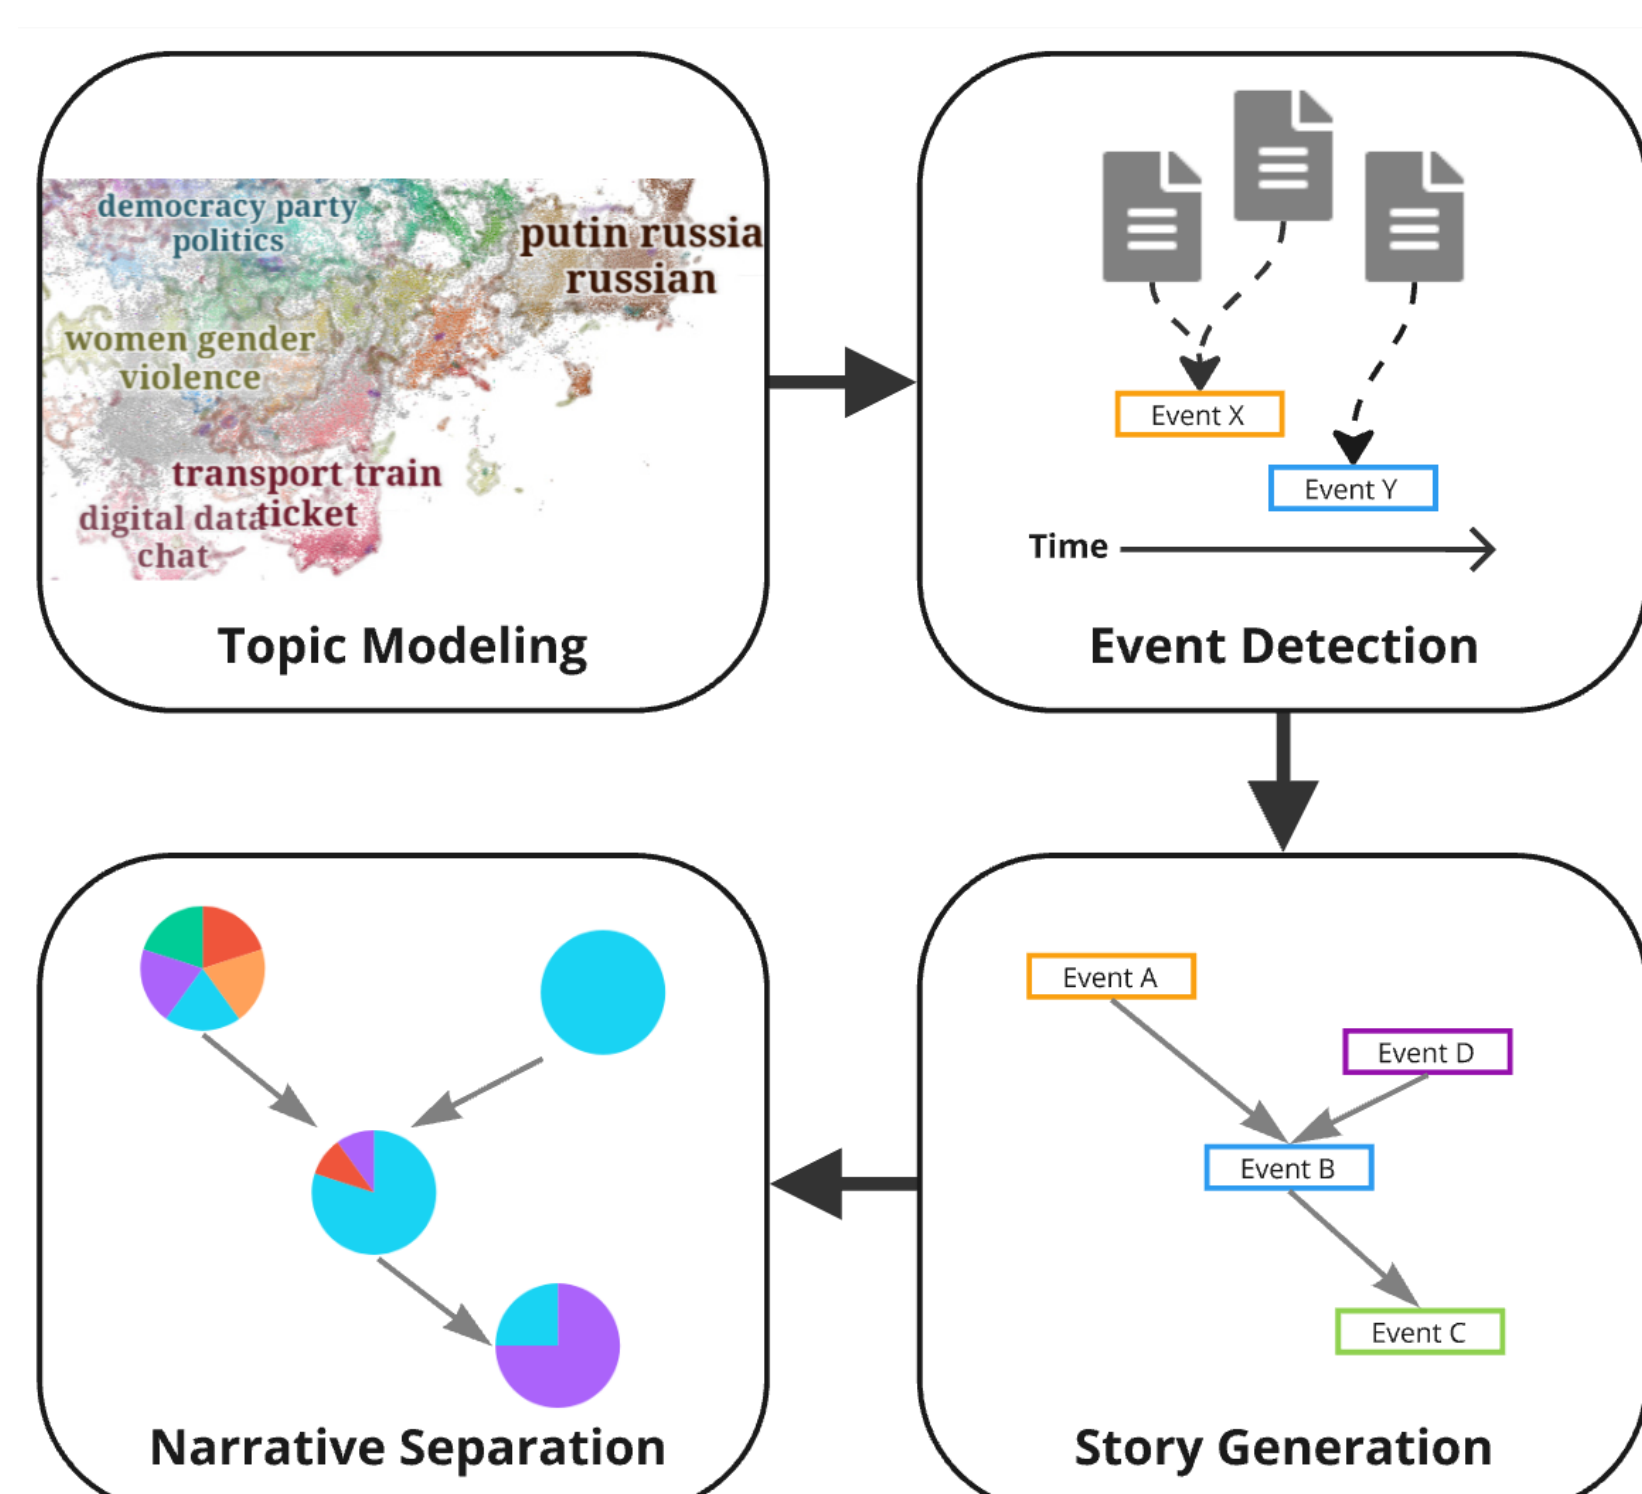 democracy party
politics
putin russia
russian
women gender
violence
transport train
ticket
digital data
chat
Topic Modeling
Event X
Event Y
Time
Event Detection
Narrative Separation
Event A
Event D
Event B
Event C
Story Generation